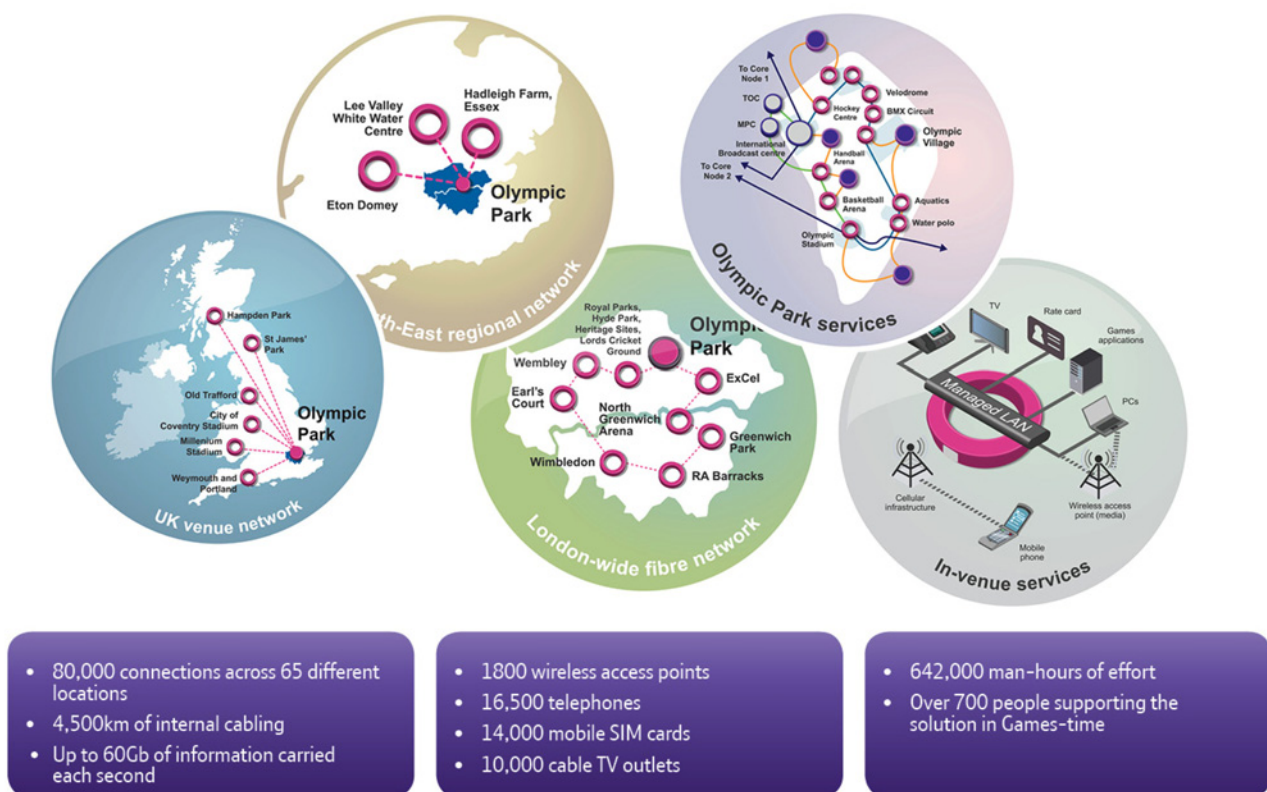 Lee Valley
White Water
Centre
Hadleigh Farm,
Essex
Eton Domey
Olympic
Park
th-East regional network
To Core
Node 1
TOC
MPC
International
Broadcast centre
To Core
Node 2
Hockey
Centre
Velodrome
BMX Circuit
Olympic
Village
Handball
Arena
Basketball
Arena
Olympic
Stadium
Aquatics
Water polo
Olympic Park services
Hampden Park
St James'
Park
Old Trafford
City of
Coventry Stadium
Millenium
Stadium
Weymouth and
Portland
Olympic
Park
UK venue network
Royal Parks,
Hyde Park,
Heritage Sites,
Lords Cricket
Ground
Olympic
Park
Wembley
Earl's
Court
ExCel
North
Greenwich
Arena
Greenwich
Park
Wimbledon
RA Barracks
London-wide fibre network
TV
Rate card
Games
applications
Managed LAN
PCs
Cellular
infrastructure
Wireless access
point (media)
Mobile
phone
In-venue services
• 80,000 connections across 65 different
locations
• 4,500km of internal cabling
• Up to 60Gb of information carried
each second
• 1800 wireless access points
• 16,500 telephones
• 14,000 mobile SIM cards
• 10,000 cable TV outlets
• 642,000 man-hours of effort
• Over 700 people supporting the
solution in Games-time